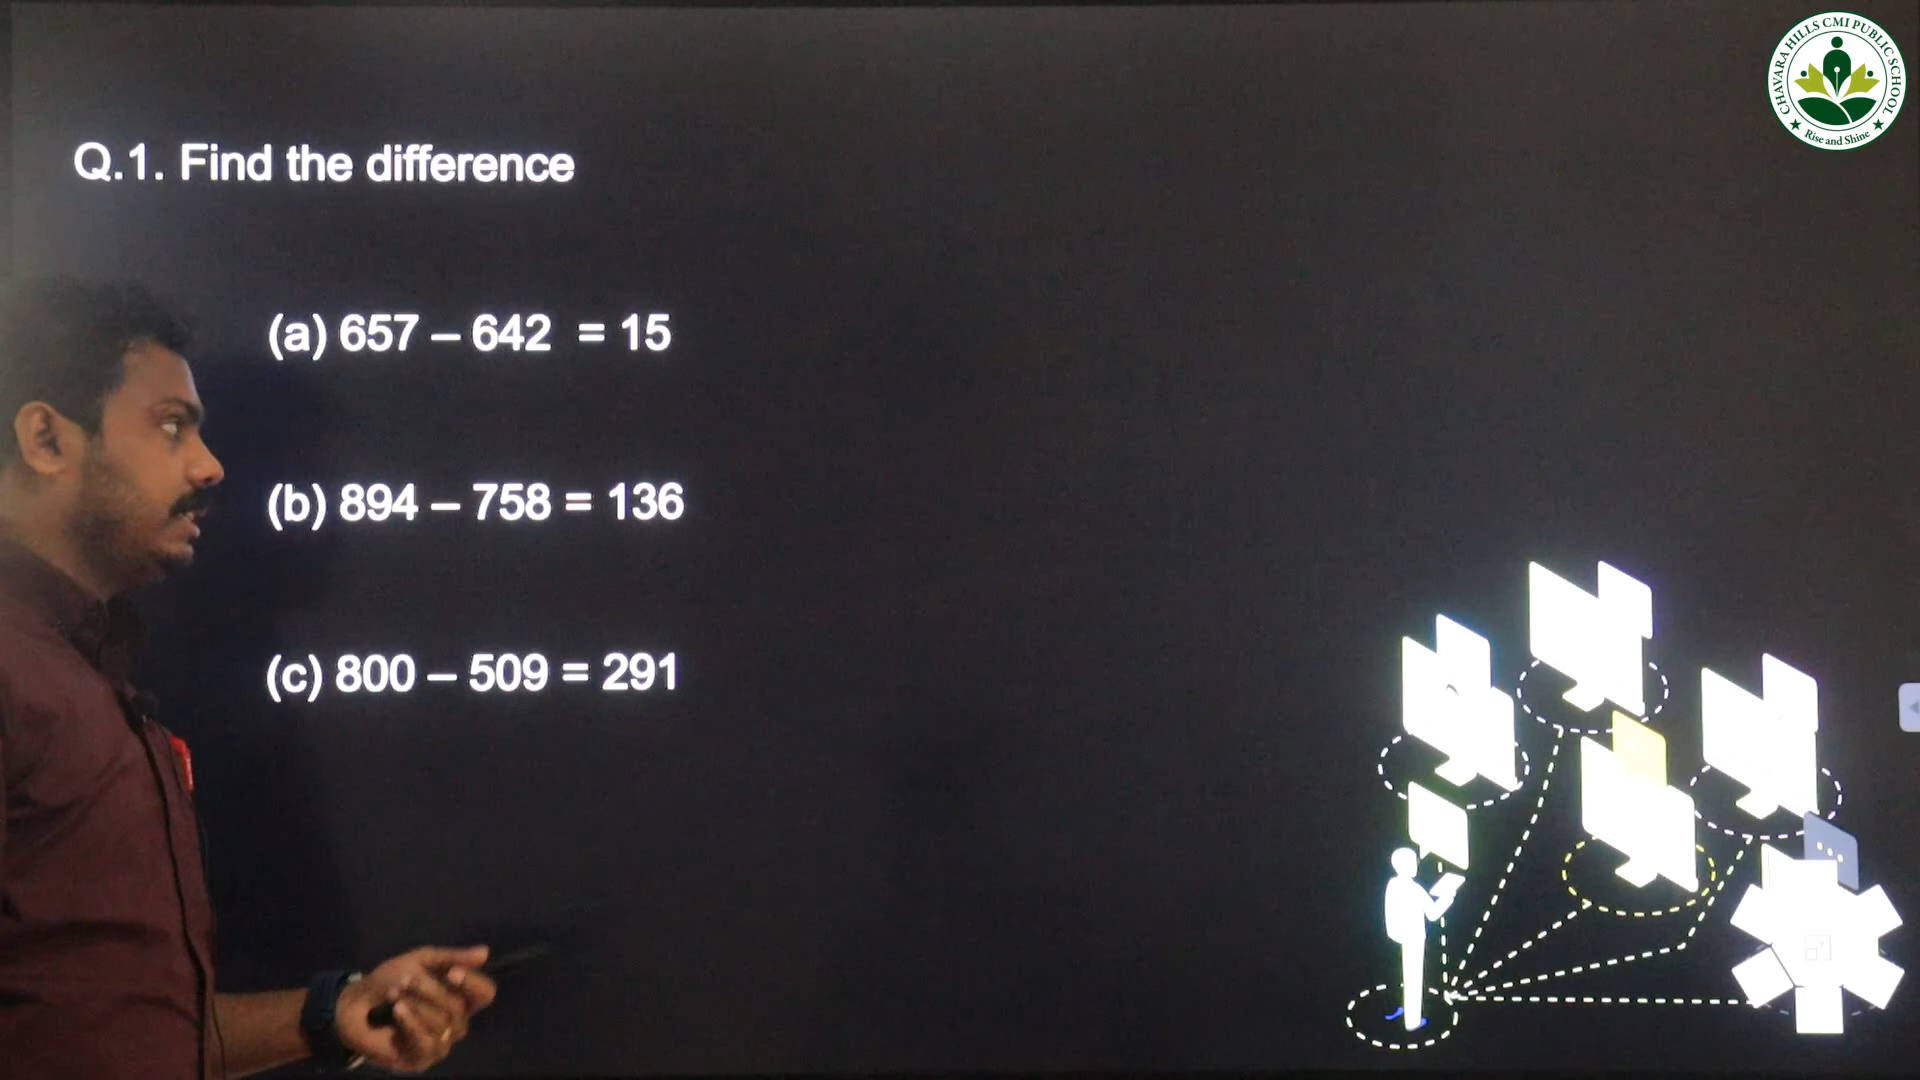 CHAVARA HILLS CMI PUBLIC SCHOOL
Rise and Shine
Q.1. Find the difference
(a) 657 – 642 = 15
(b) 894 – 758 = 136
(c) 800 – 509 = 291